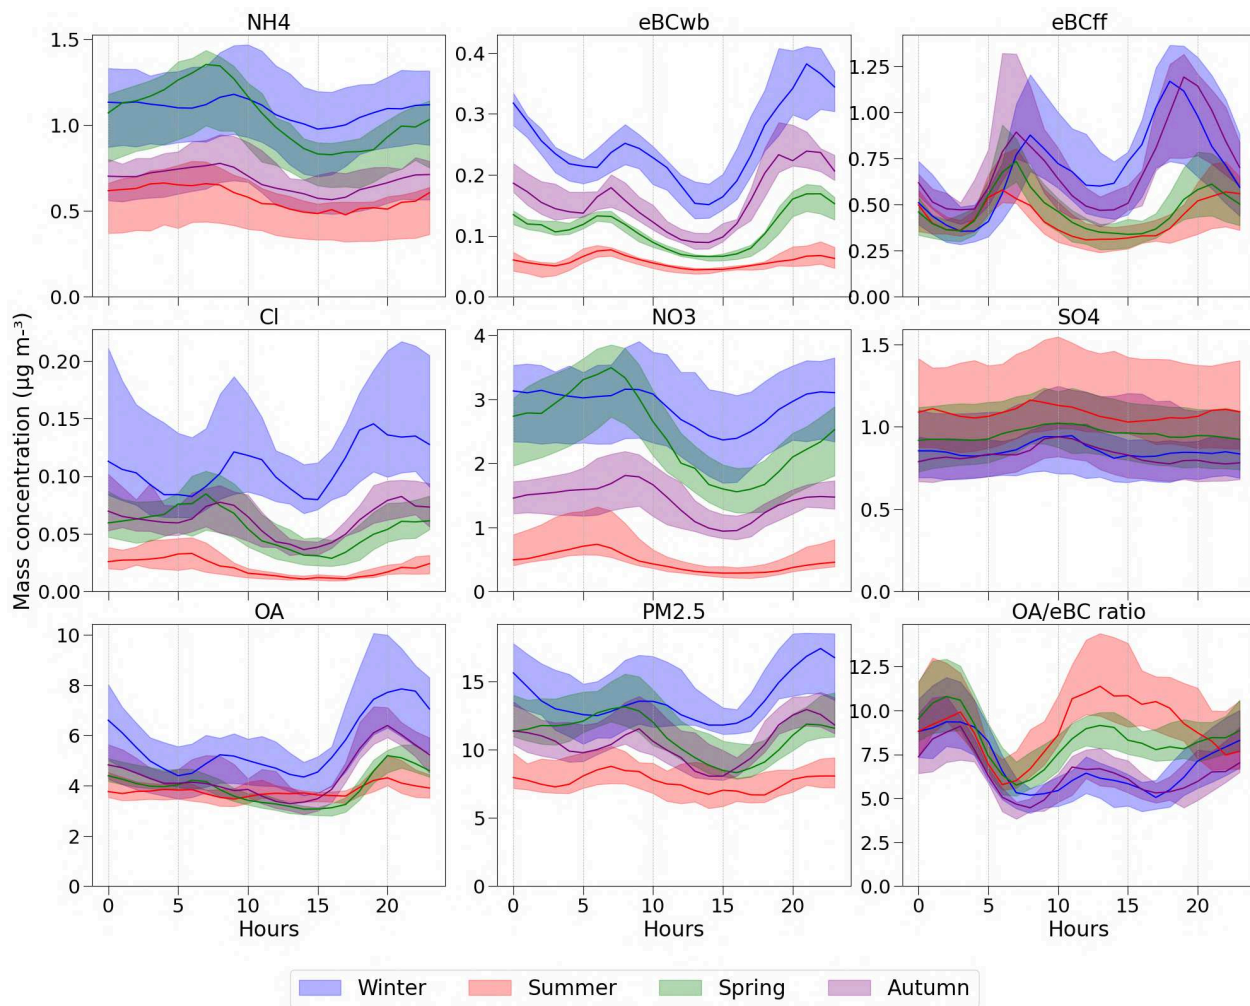 NH4
eBCwb
eBCff
1.5
1.0
0.5
0.0
0.4
0.3
0.2
0.1
0.0
1.25
1.00
0.75
0.50
0.25
0.00
Mass concentration (µg m-³)
Cl
NO3
SO4
0.20
0.15
0.10
0.05
0.00
4
3
2
1
0
1.5
1.0
0.5
0.0
OA
PM2.5
OA/eBC ratio
10
8
6
4
2
0
15
10
5
0
12.5
10.0
7.5
5.0
2.5
0.0
0 5 10 15 20
0 5 10 15 20
0 5 10 15 20
Hours
Hours
Hours
Winter Summer Spring Autumn